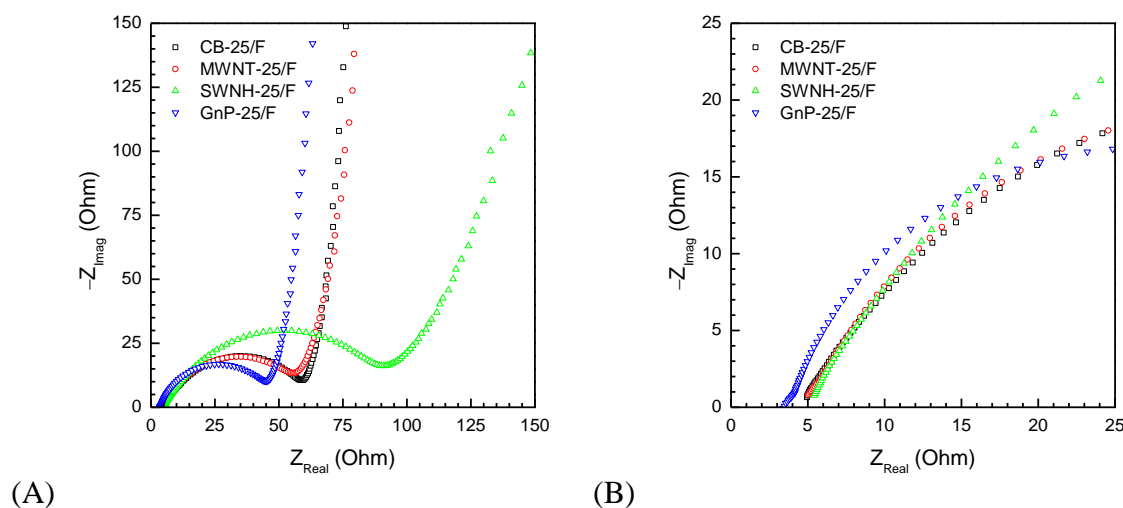 150
125
100
75
50
25
0
−Z_Imag (Ohm)
CB-25/F
MWNT-25/F
SWNH-25/F
GnP-25/F
0 25 50 75 100 125 150
Z_Real (Ohm)
(A)
25
20
15
10
5
0
−Z_Imag (Ohm)
CB-25/F
MWNT-25/F
SWNH-25/F
GnP-25/F
0 5 10 15 20 25
Z_Real (Ohm)
(B)